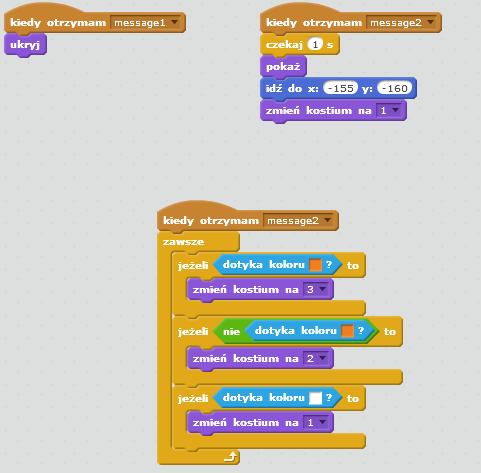 kiedy otrzymam message1
ukryj
kiedy otrzymam message2
czekaj 1 s
pokaż
idź do x: -155 y: -160
zmień kostium na 1
kiedy otrzymam message2
zawsze
jeżeli dotyka koloru ? to
zmień kostium na 3
jeżeli nie dotyka koloru ? to
zmień kostium na 2
jeżeli dotyka koloru ? to
zmień kostium na 1